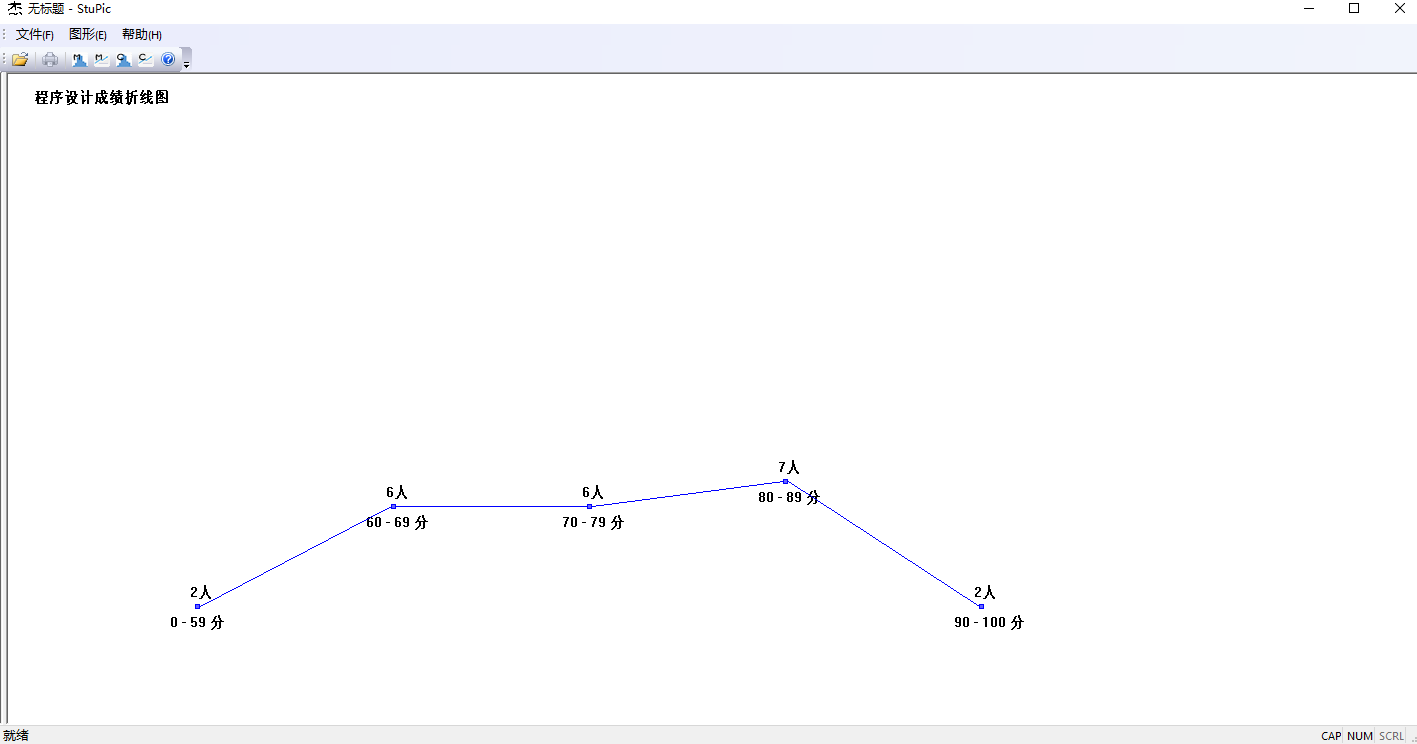 杰 无标题 - StuPic
文件(F) 图形(E) 帮助(H)
M M C C ?
程序设计成绩折线图
7人
80 - 89 分
6人 6人
60 - 69 分 70 - 79 分
2人 2人
0 - 59 分 90 - 100 分
就绪 CAP NUM SCRL